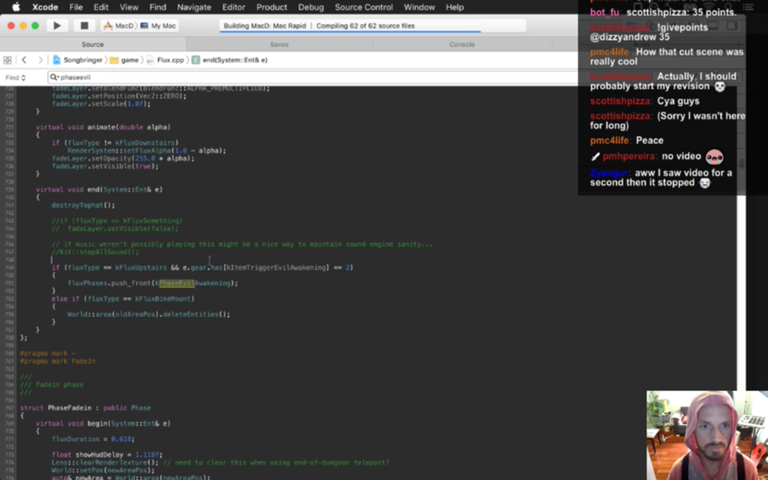 Xcode File Edit View Find Navigate Editor Product Debug Source Control Window Help
MacD My Mac
Building MacD: Mac Rapid | Compiling 62 of 62 source files
Source Saves Console
Songbringer game Flux.cpp end(System::Ent& e)
Find phaseevil
fadeLayer.setPosition(Vec2::ZERO);
fadeLayer.setScale(1.0f);
}
virtual void animate(double alpha)
{
if (fluxType != kFluxDownstairs)
RenderSystem::setFluxAlpha(1.0 - alpha);
fadeLayer.setOpacity(255.0 * alpha);
fadeLayer.setVisible(true);
}
virtual void end(System::Ent& e)
{
destroyTophat();
//if (fluxType == kFluxSomething)
// fadeLayer.setVisible(false);
// if music weren't possibly playing this might be a nice way to maintain sound engine sanity...
//Kit::stopAllSound();
if (fluxType == kFluxUpstairs && e.gear.has[kItemTriggerEvilAwakening] == 2)
{
fluxPhases.push_front(kPhaseEvilAwakening);
}
else if (fluxType == kFluxBikeMount)
{
World::area(oldAreaPos).deleteEntities();
}
}
};
#pragma mark -
#pragma mark FadeIn
///
/// Fadein phase
///
struct PhaseFadein : public Phase
{
virtual void begin(System::Ent& e)
{
fluxDuration = 0.618;
float showHudDelay = 1.118f;
Lens::clearRenderTexture(); // need to clear this when using end-of-dungeon teleport?
World::setPos(newAreaPos);
bot_fu: scottishpizza: 35 points.
!givepoints
@dizzyandrew 35
pmc4life: How that cut scene was
really cool
Actually, I should
probably start my revision
scottishpizza: Cya guys
scottishpizza: (Sorry I wasn't here
for long)
pmc4life: Peace
pmhpereira: no video
Zyangur: aww I saw video for a
second then it stopped